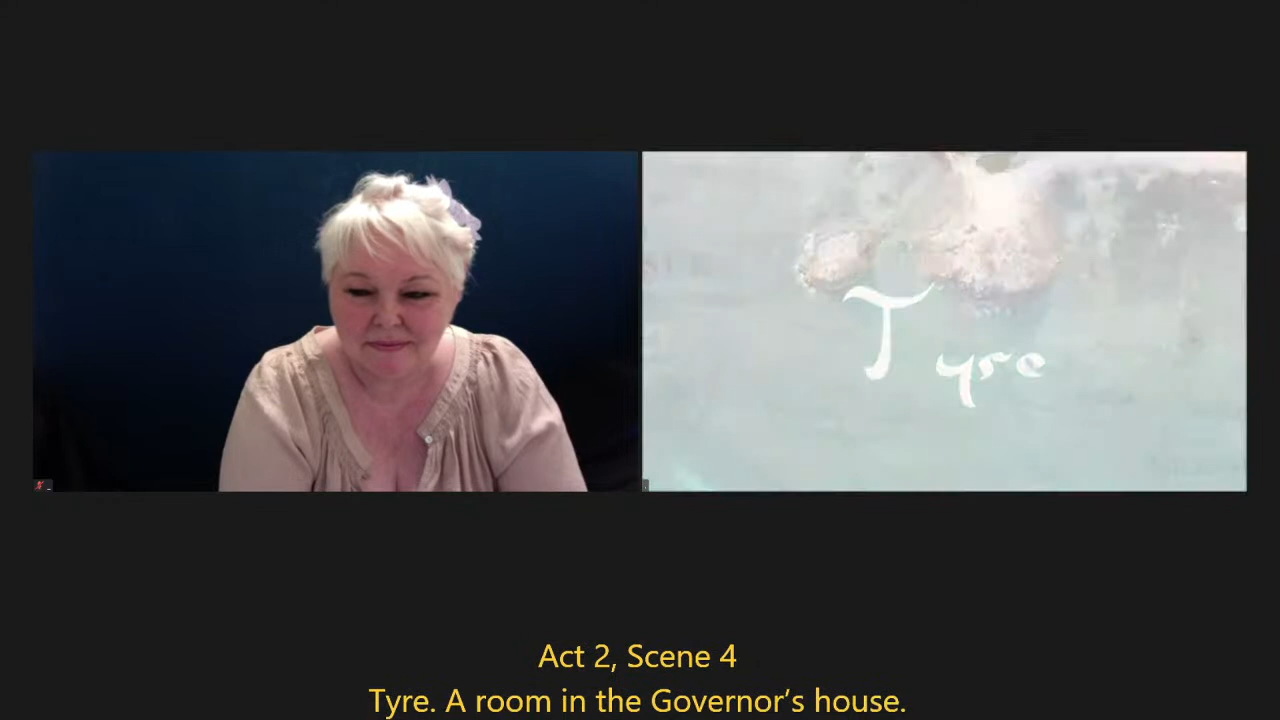 Tyre
Act 2, Scene 4
Tyre. A room in the Governor’s house.